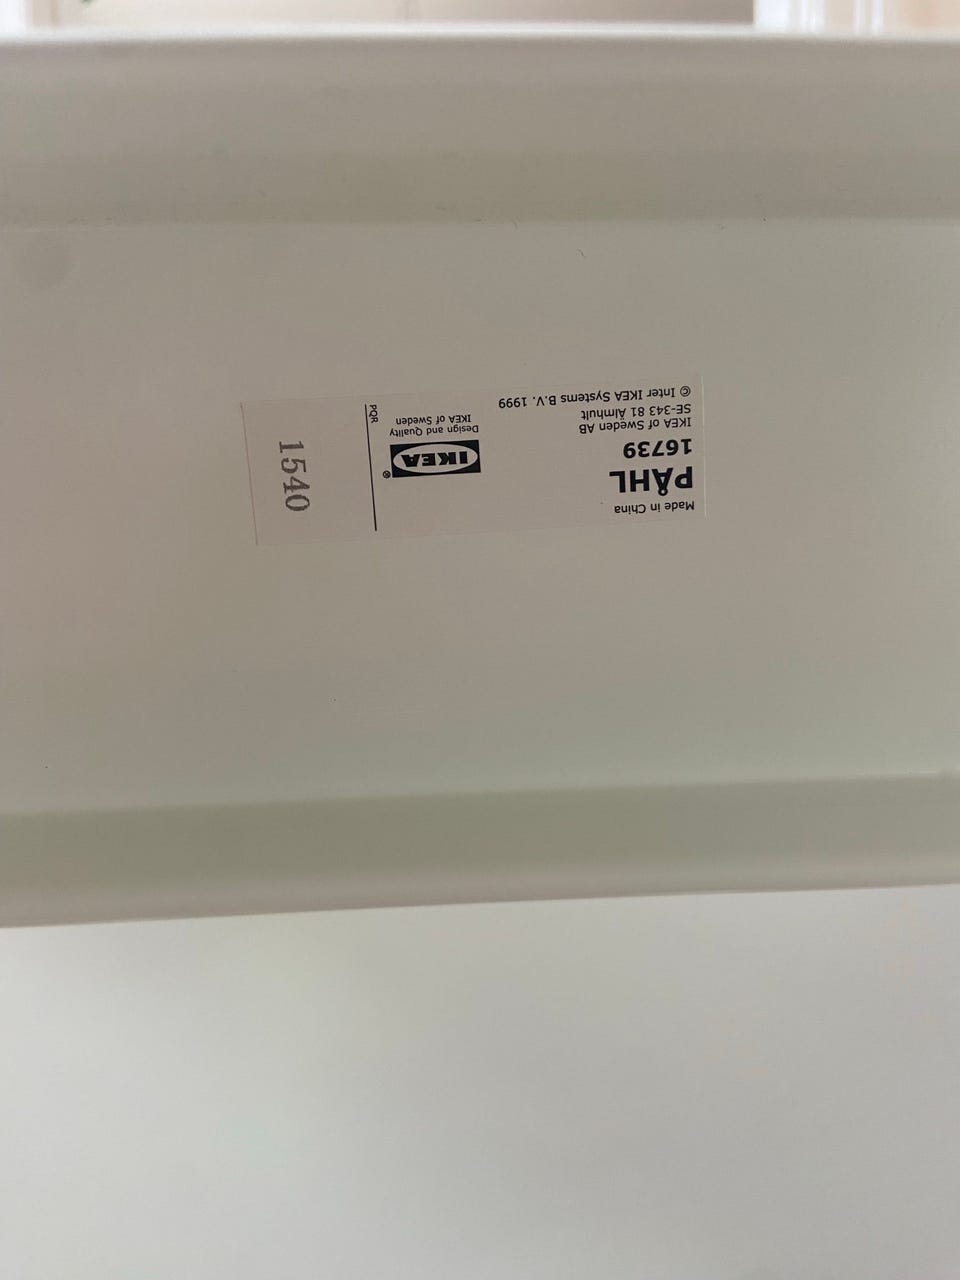 Made in China
PÅHL
16739
IKEA of Sweden AB
SE-343 81 Älmhult
© Inter IKEA Systems B.V. 1999
IKEA®
Design and Quality
IKEA of Sweden
PQR
1540